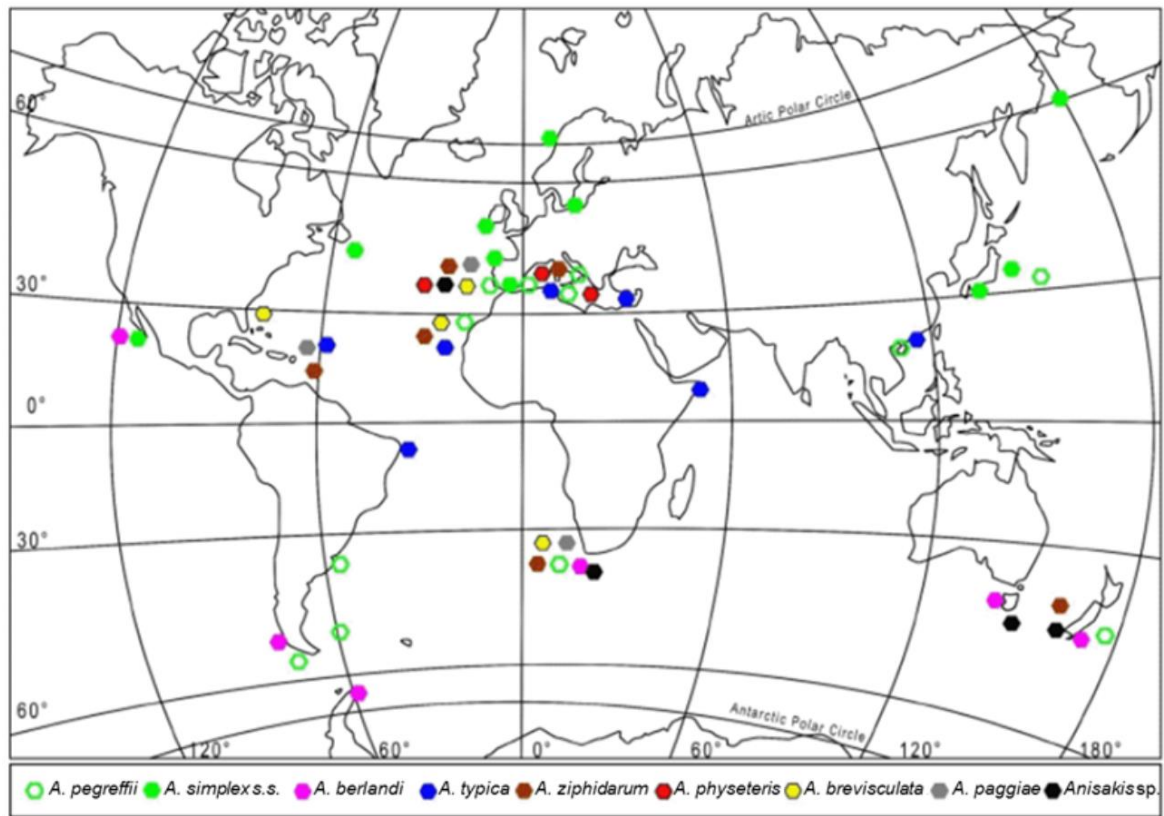 60°
Artic Polar Circle
30°
0°
30°
60°
Antarctic Polar Circle
120° 60° 0° 60° 120° 180°
A. pegreffii A. simplex s.s. A. berlandi A. typica A. ziphidarum A. physeteris A. brevisculata A. paggiae Anisakis sp.